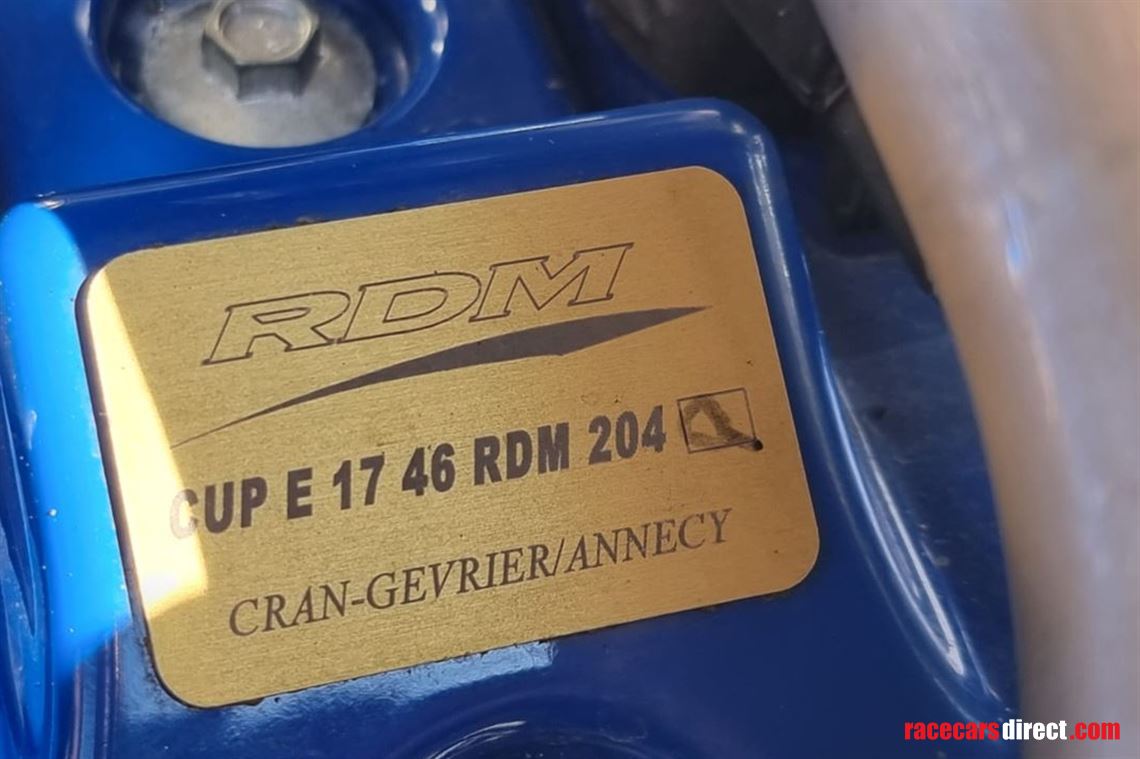 RDM
CUP E 17 46 RDM 204
CRAN-GEVRIER/ANNECY
racecarsdirect.com